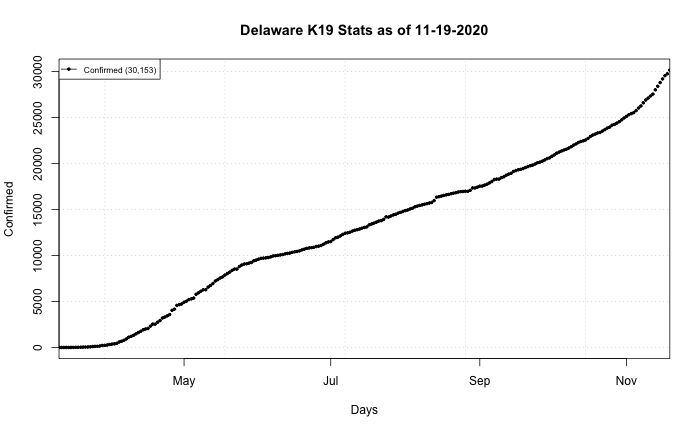 Delaware K19 Stats as of 11-19-2020
Confirmed (30,153)
30000
25000
20000
15000
10000
5000
0
Confirmed
May
Jul
Sep
Nov
Days